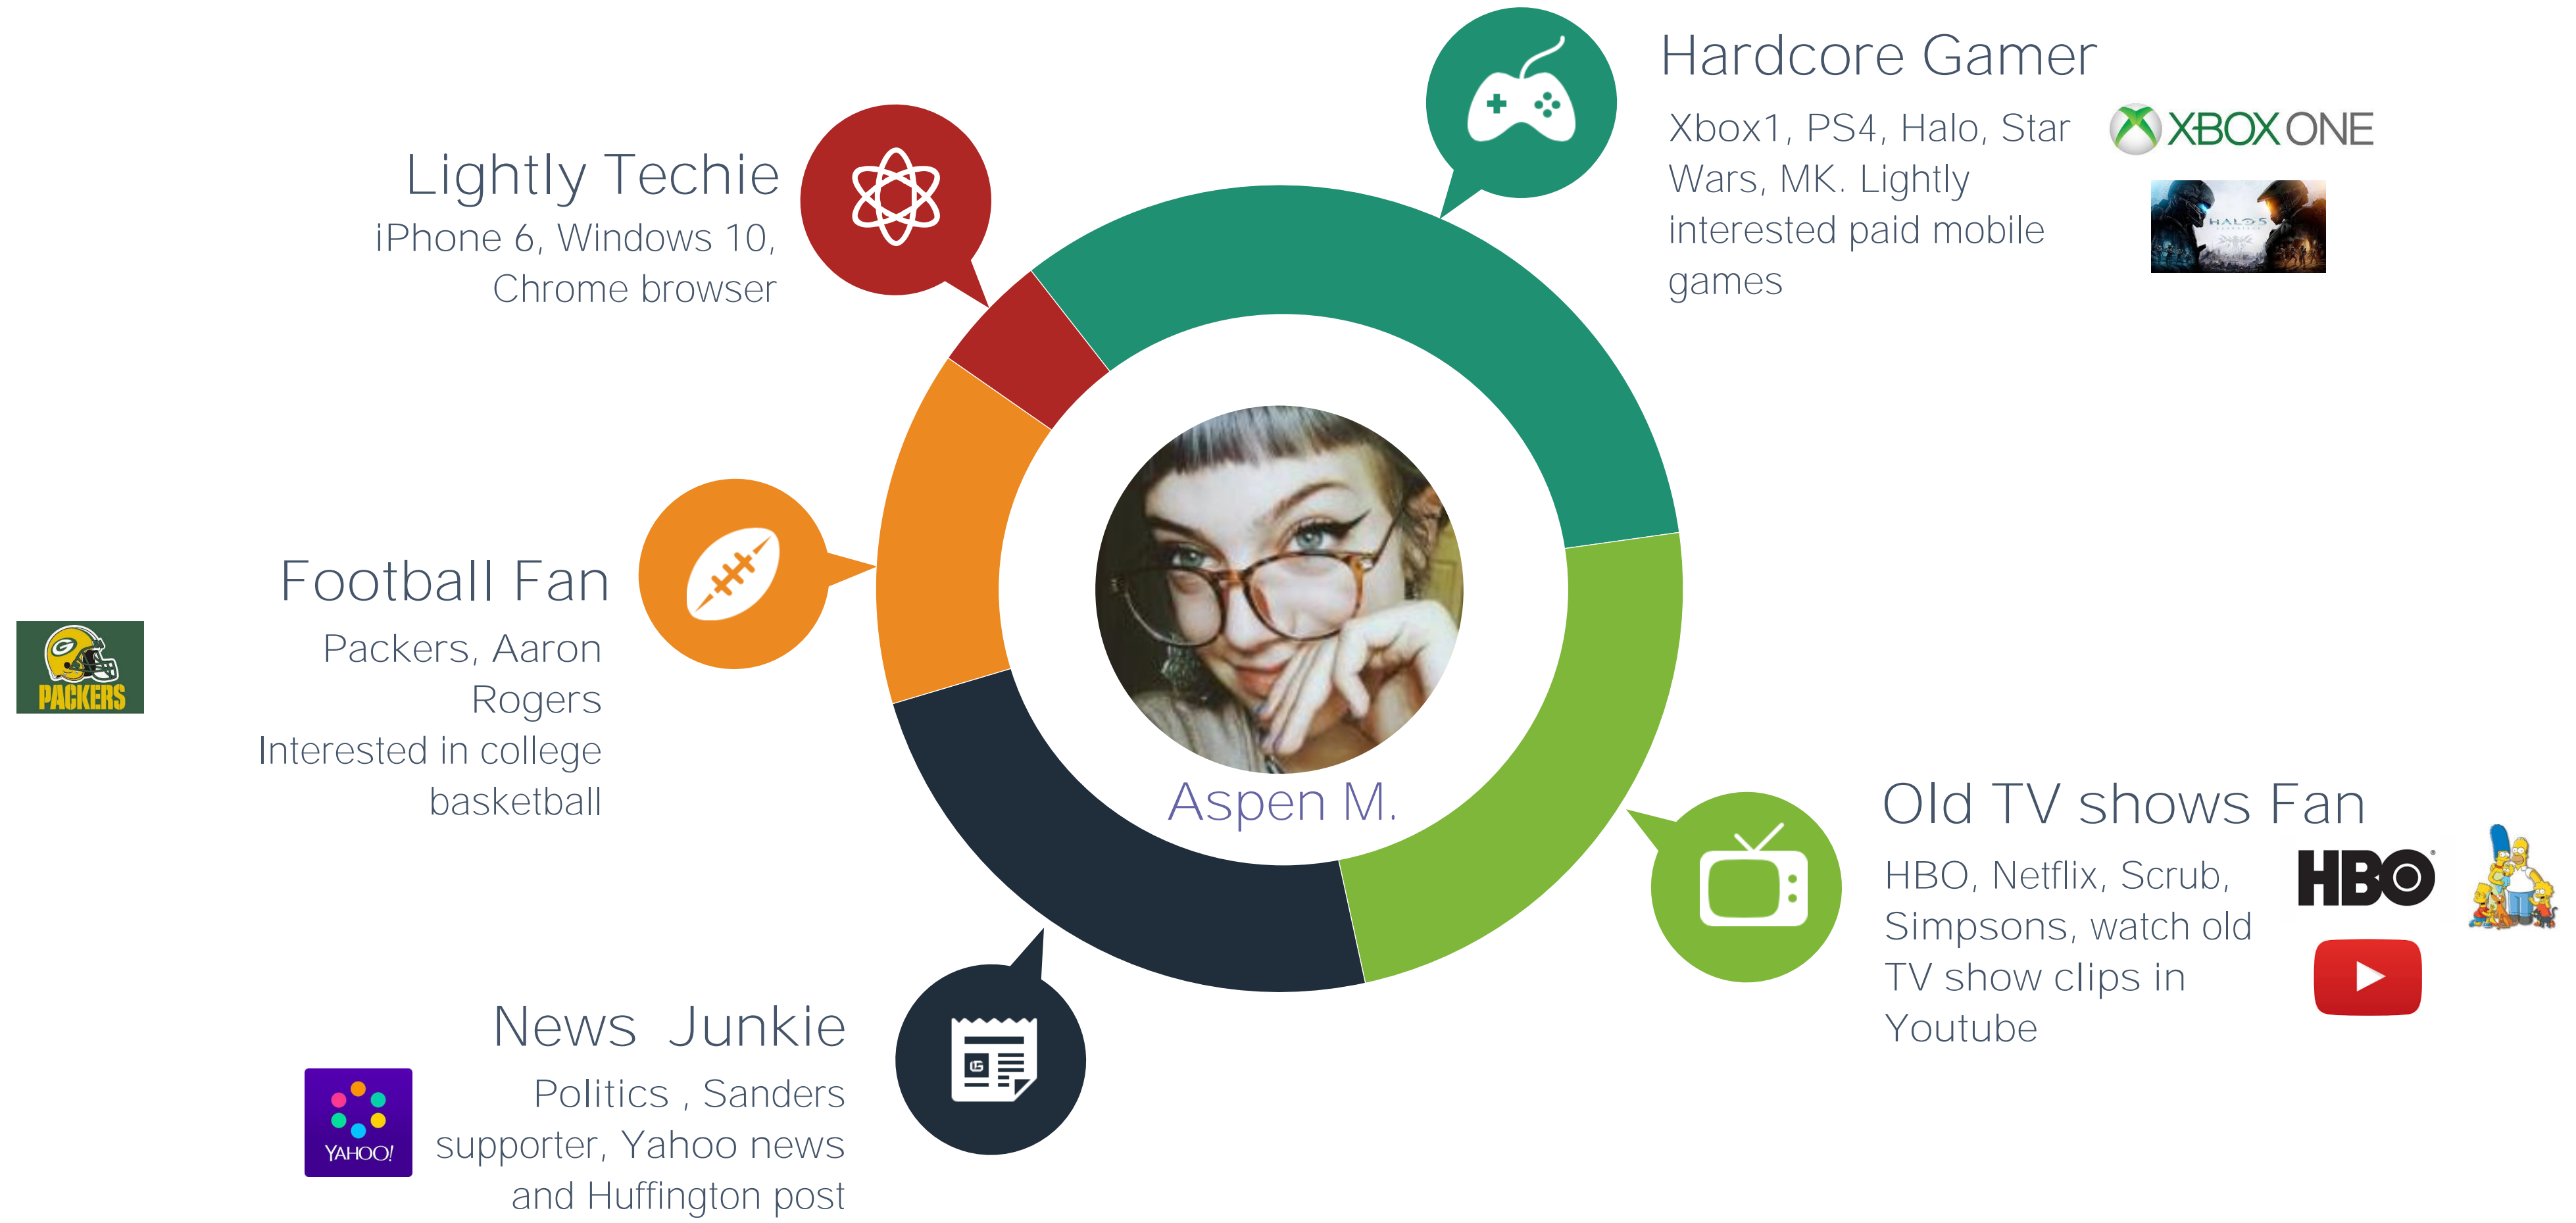 Hardcore Gamer
Xbox1, PS4, Halo, Star
Wars, MK. Lightly
interested paid mobile
games
XBOX ONE
HALO 5
Lightly Techie
iPhone 6, Windows 10,
Chrome browser
Football Fan
Packers, Aaron
Rogers
Interested in college
basketball
G
PACKERS
Aspen M.
Old TV shows Fan
HBO, Netflix, Scrub,
Simpsons, watch old
TV show clips in
Youtube
HBO
News Junkie
Politics , Sanders
supporter, Yahoo news
and Huffington post
YAHOO!